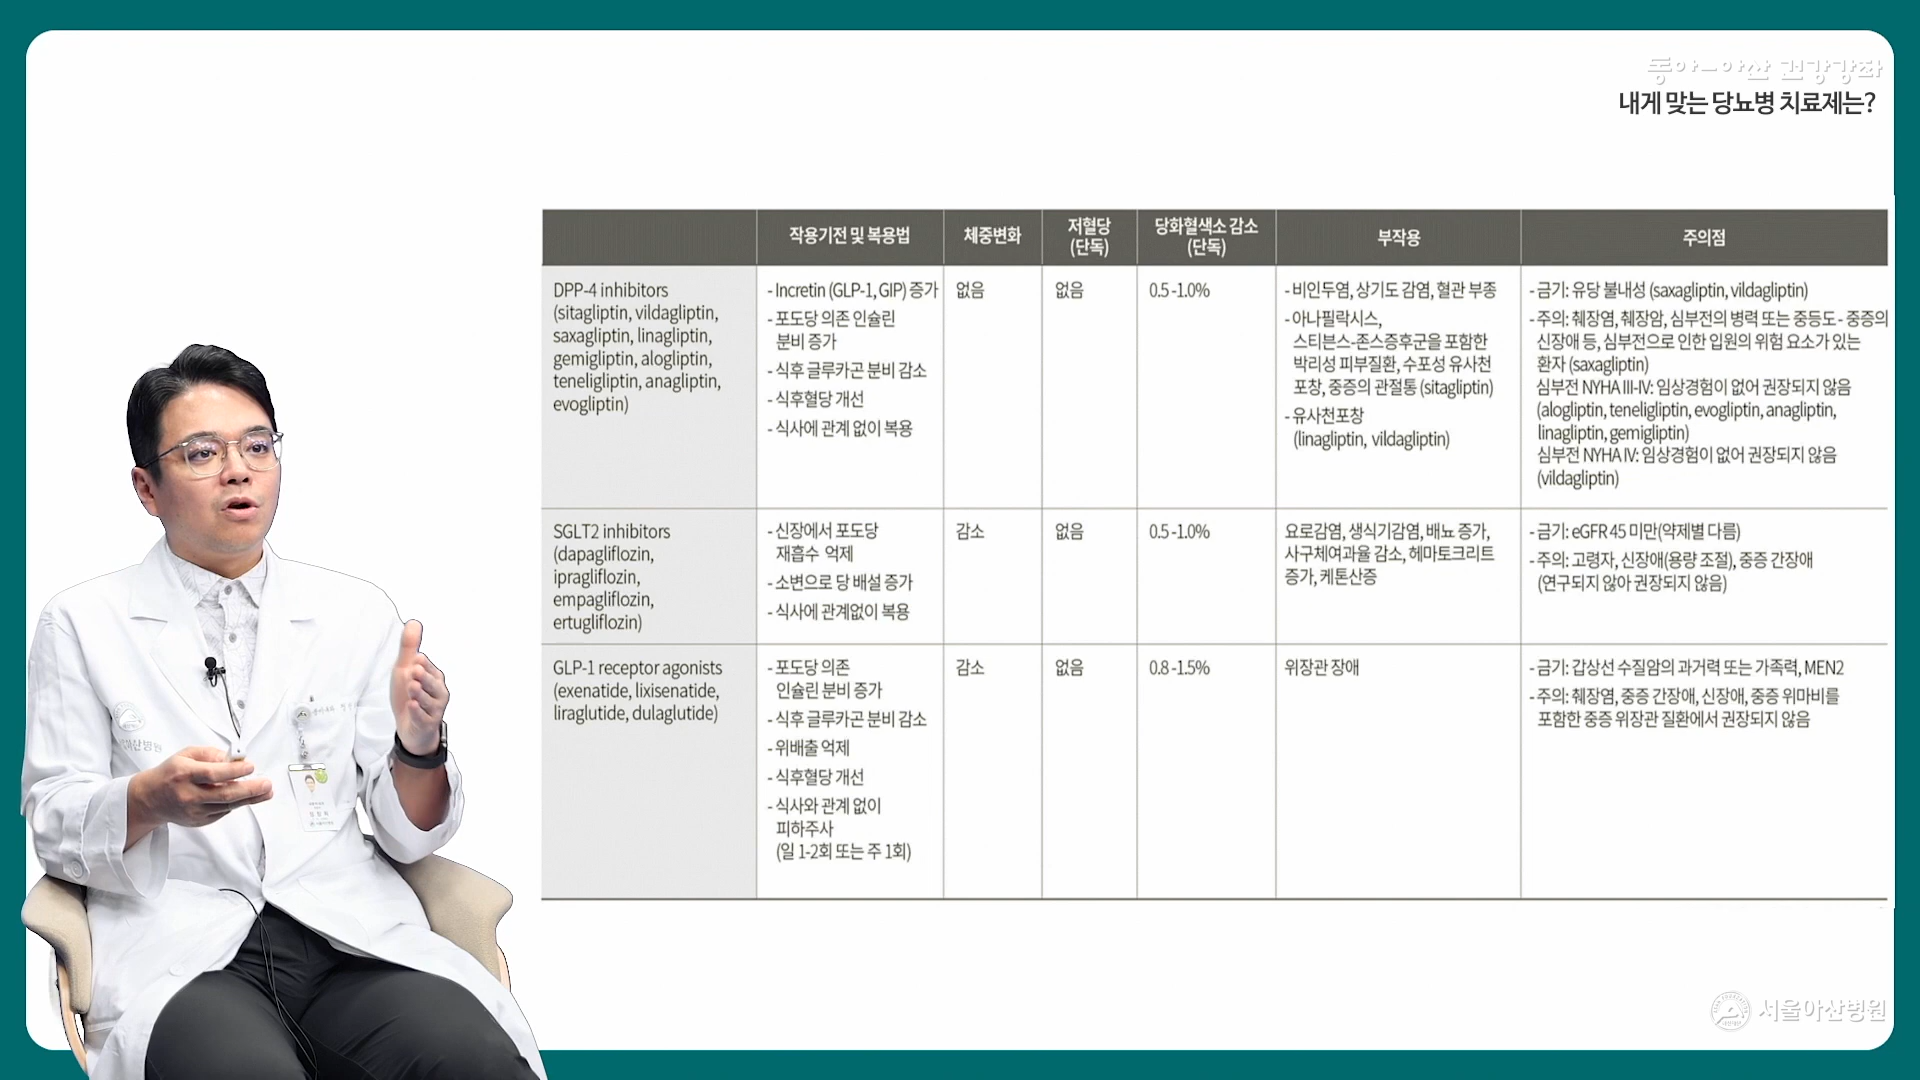 동아-아산 건강강좌
내게 맞는 당뇨병 치료제는?
작용기전 및 복용법
체중변화
저혈당
(단독)
당화혈색소 감소
(단독)
부작용
주의점
DPP-4 inhibitors
(sitagliptin, vildagliptin,
saxagliptin, linagliptin,
gemigliptin, alogliptin,
teneligliptin, anagliptin,
evogliptin)
- Incretin (GLP-1, GIP) 증가
- 포도당 의존 인슐린
분비 증가
- 식후 글루카곤 분비 감소
- 식후혈당 개선
- 식사에 관계 없이 복용
없음
없음
0.5 -1.0%
- 비인두염, 상기도 감염, 혈관 부종
- 아나필락시스,
스티븐스-존스증후군을 포함한
박리성 피부질환, 수포성 유사천
포창, 중증의 관절통 (sitagliptin)
- 유사천포창
(linagliptin, vildagliptin)
- 금기: 유당 불내성 (saxagliptin, vildagliptin)
- 주의: 췌장염, 췌장암, 심부전의 병력 또는 중등도 - 중증의
신장애 등, 심부전으로 인한 입원의 위험 요소가 있는
환자 (saxagliptin)
심부전 NYHA III-IV: 임상경험이 없어 권장되지 않음
(alogliptin, teneligliptin, evogliptin, anagliptin,
linagliptin, gemigliptin)
심부전 NYHA IV: 임상경험이 없어 권장되지 않음
(vildagliptin)
SGLT2 inhibitors
(dapagliflozin,
ipragliflozin,
empagliflozin,
ertugliflozin)
- 신장에서 포도당
재흡수 억제
- 소변으로 당 배설 증가
- 식사에 관계없이 복용
감소
없음
0.5 -1.0%
요로감염, 생식기감염, 배뇨 증가,
사구체여과율 감소, 헤마토크리트
증가, 케톤산증
- 금기: eGFR 45 미만(약제별 다름)
- 주의: 고령자, 신장애(용량 조절), 중증 간장애
(연구되지 않아 권장되지 않음)
GLP-1 receptor agonists
(exenatide, lixisenatide,
liraglutide, dulaglutide)
- 포도당 의존
인슐린 분비 증가
- 식후 글루카곤 분비 감소
- 위배출 억제
- 식후혈당 개선
- 식사와 관계 없이
피하주사
(일 1-2회 또는 주 1회)
감소
없음
0.8 -1.5%
위장관 장애
- 금기: 갑상선 수질암의 과거력 또는 가족력, MEN2
- 주의: 췌장염, 중증 간장애, 신장애, 중증 위마비를
포함한 중증 위장관 질환에서 권장되지 않음
서울아산병원